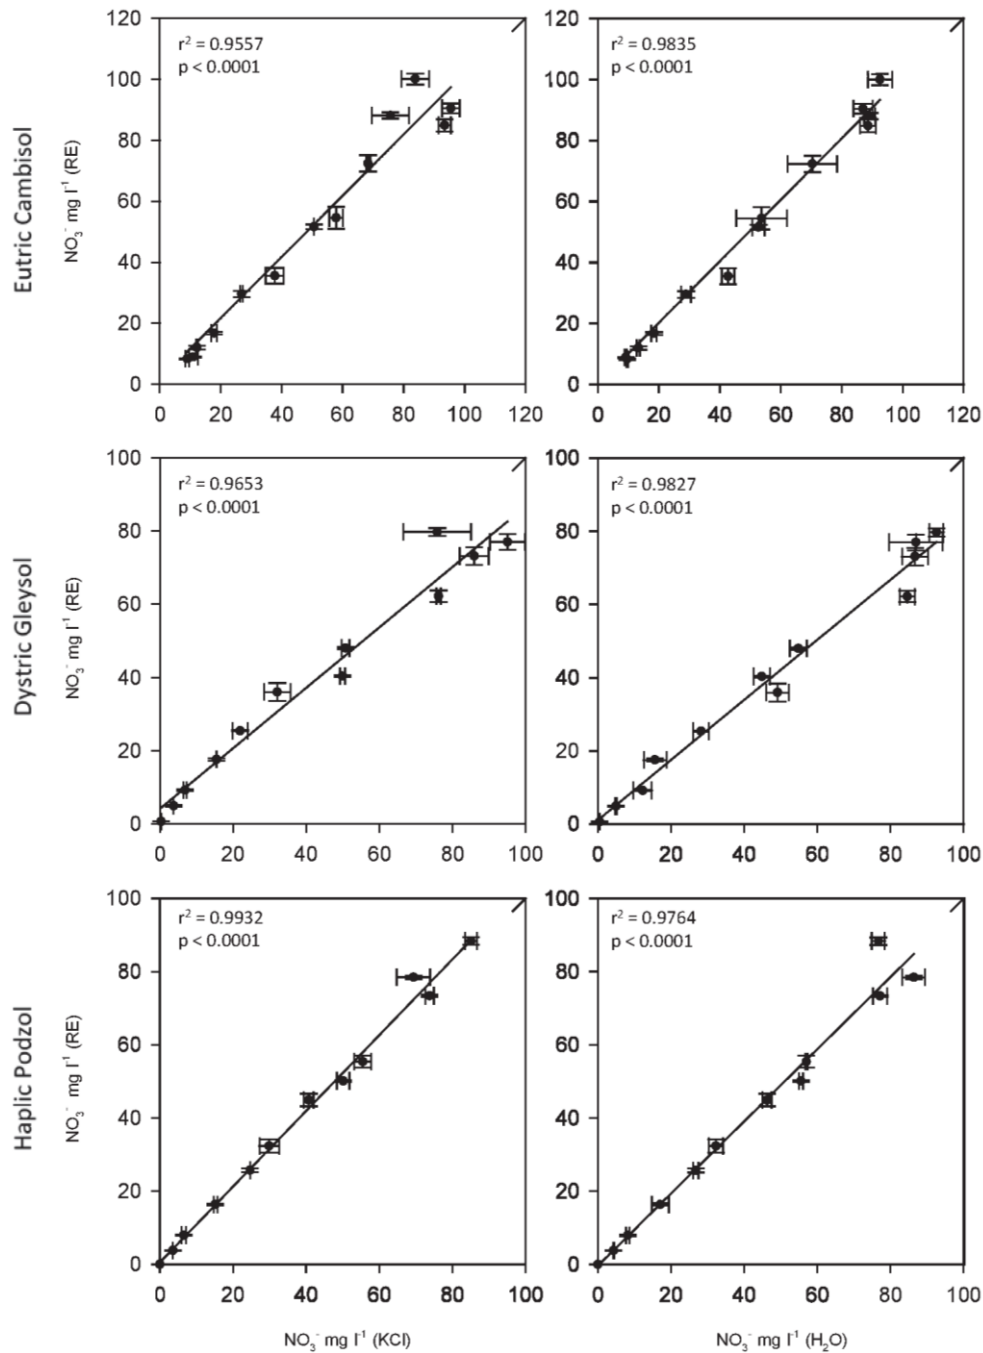 Eutric Cambisol
NO₃⁻ mg l⁻¹ (RE)
r² = 0.9557
p < 0.0001
120
100
80
60
40
20
0
0 20 40 60 80 100 120
r² = 0.9835
p < 0.0001
120
100
80
60
40
20
0
0 20 40 60 80 100 120
Dystric Gleysol
NO₃⁻ mg l⁻¹ (RE)
r² = 0.9653
p < 0.0001
100
80
60
40
20
0
0 20 40 60 80 100
r² = 0.9827
p < 0.0001
100
80
60
40
20
0
0 20 40 60 80 100
Haplic Podzol
NO₃⁻ mg l⁻¹ (RE)
r² = 0.9932
p < 0.0001
100
80
60
40
20
0
0 20 40 60 80 100
NO₃⁻ mg l⁻¹ (KCl)
r² = 0.9764
p < 0.0001
100
80
60
40
20
0
0 20 40 60 80 100
NO₃⁻ mg l⁻¹ (H₂O)